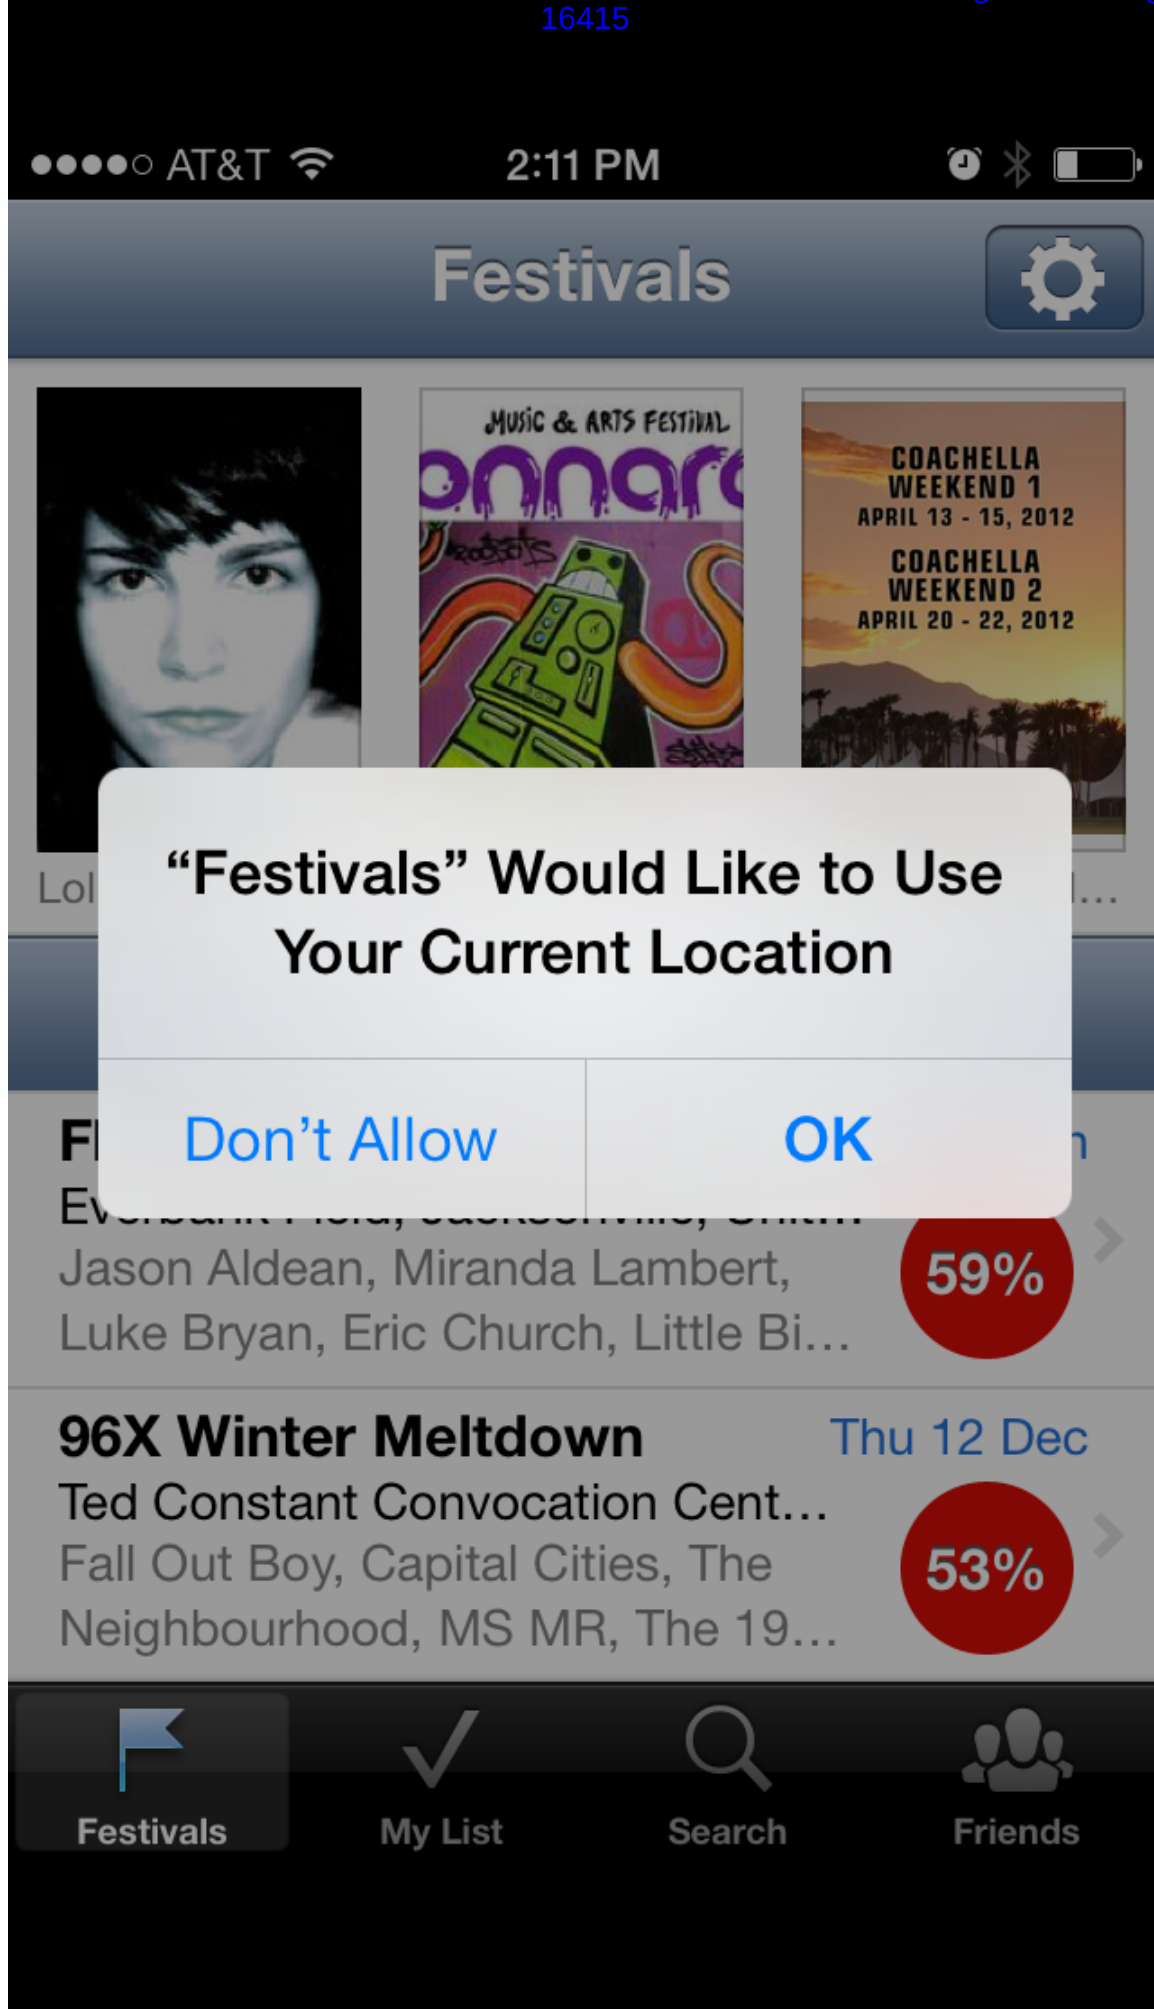 16415
AT&T 2:11 PM
Festivals
MUSIC & ARTS FESTIVAL
onnaro
COACHELLA
WEEKEND 1
APRIL 13 - 15, 2012
COACHELLA
WEEKEND 2
APRIL 20 - 22, 2012
Lol
“Festivals” Would Like to Use
Your Current Location
Don’t Allow OK
Jason Aldean, Miranda Lambert,
Luke Bryan, Eric Church, Little Bi...
59%
96X Winter Meltdown Thu 12 Dec
Ted Constant Convocation Cent...
Fall Out Boy, Capital Cities, The
Neighbourhood, MS MR, The 19...
53%
Festivals My List Search Friends